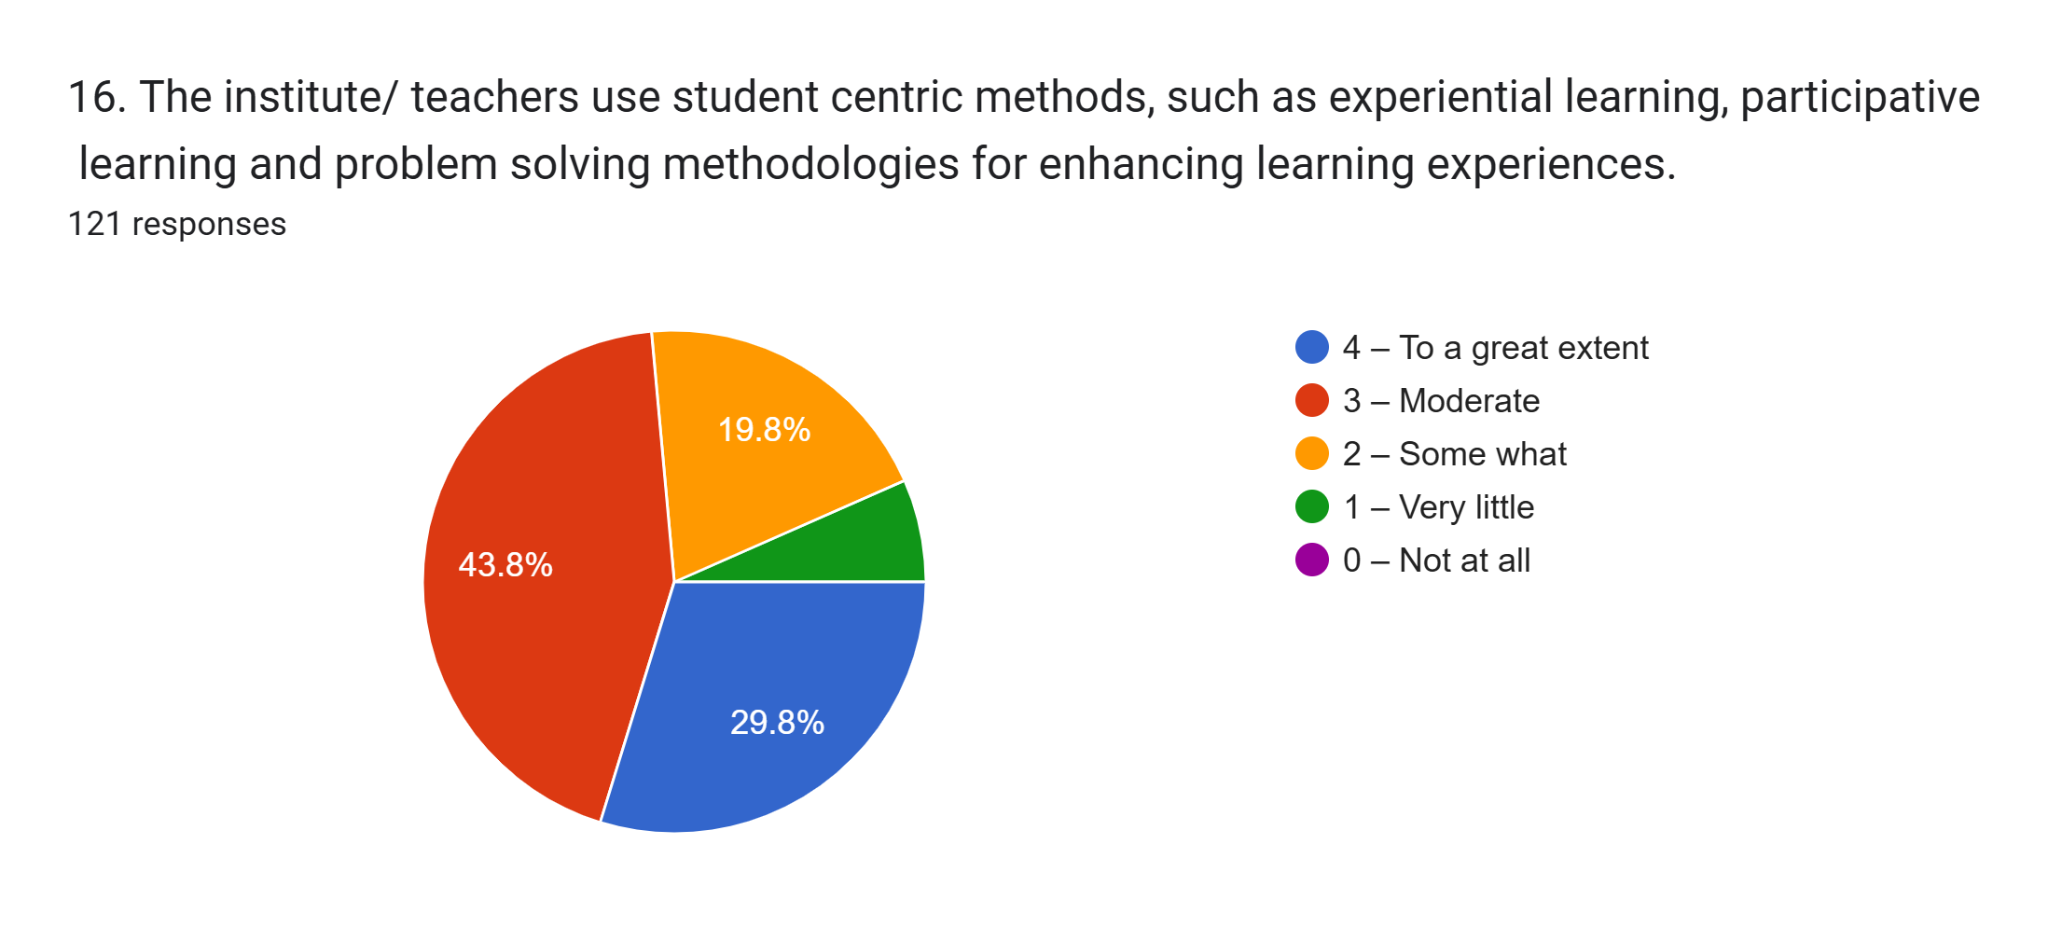 16. The institute/ teachers use student centric methods, such as experiential learning, participative
learning and problem solving methodologies for enhancing learning experiences.
121 responses
19.8%
43.8%
29.8%
4 – To a great extent
3 – Moderate
2 – Some what
1 – Very little
0 – Not at all